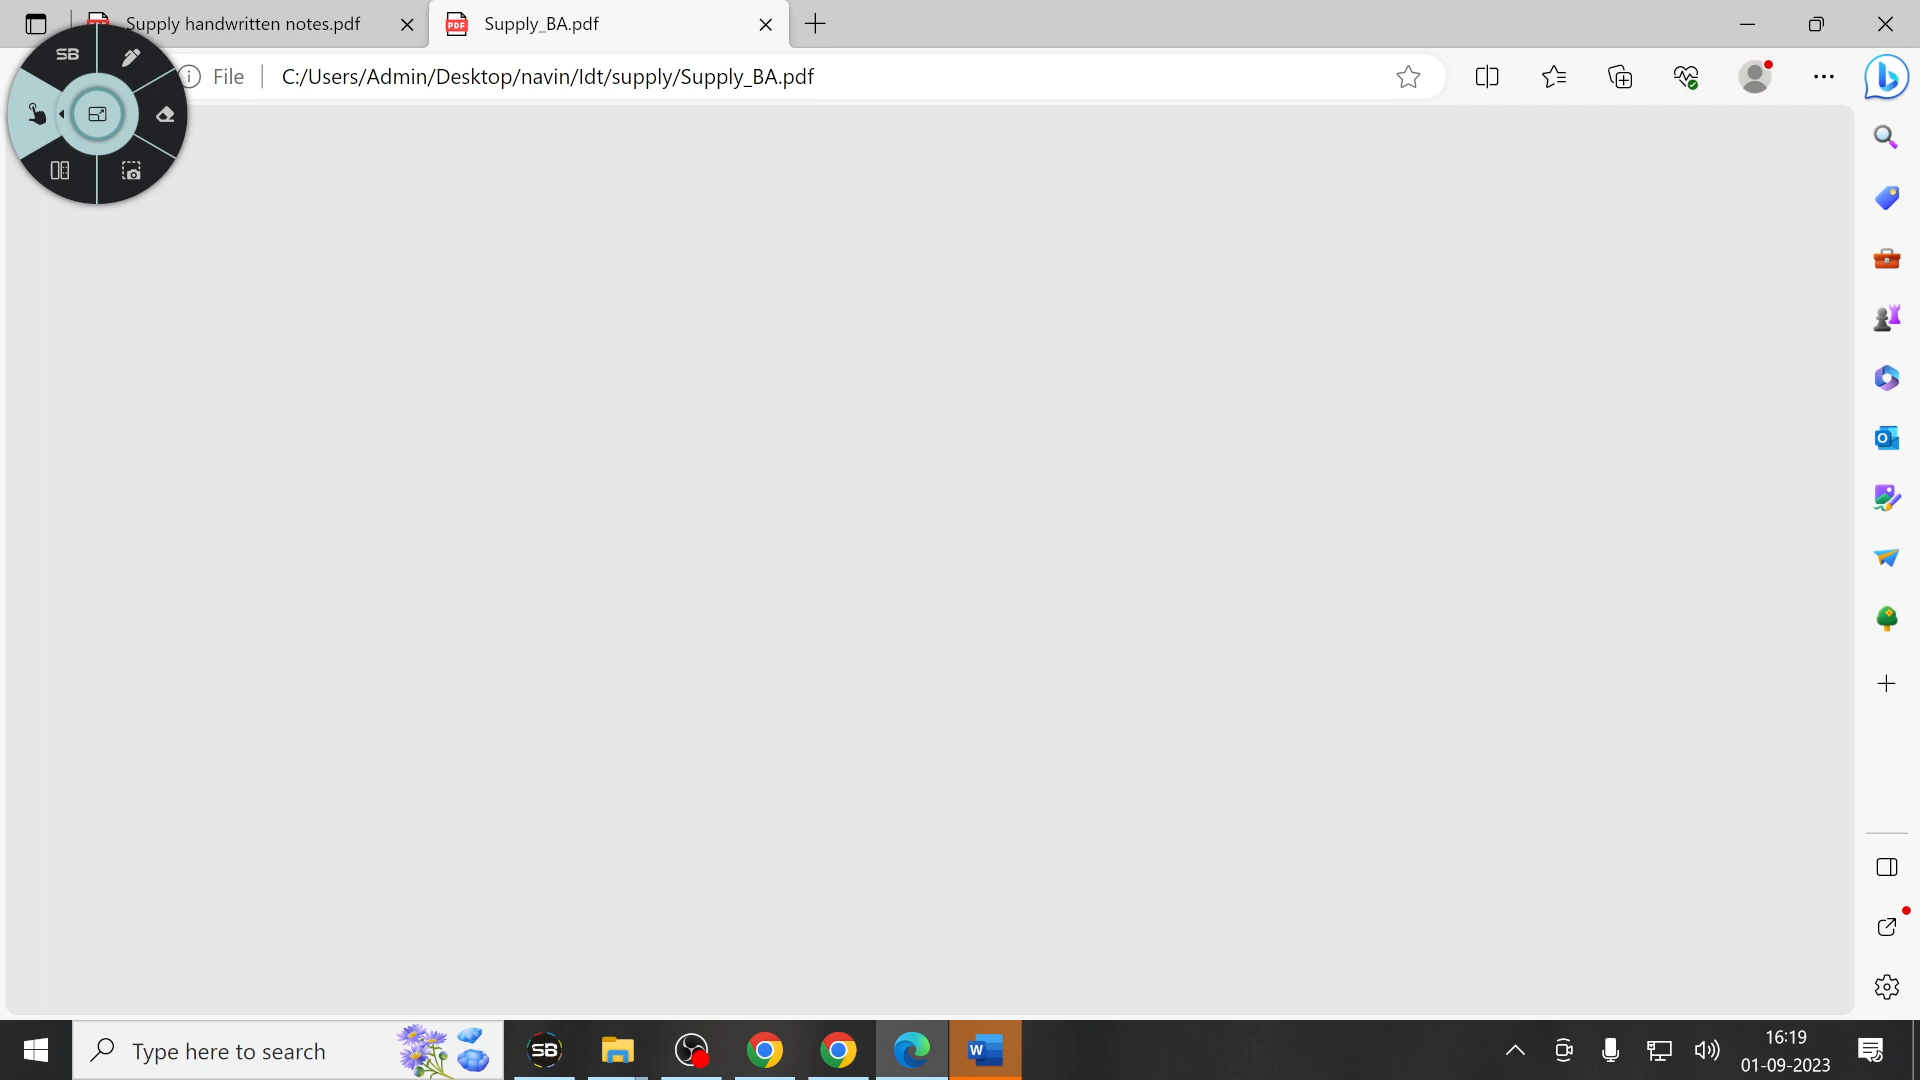 Supply handwritten notes.pdf
Supply_BA.pdf
SB
File
C:/Users/Admin/Desktop/navin/Idt/supply/Supply_BA.pdf
Type here to search
SB
W
16:19
01-09-2023